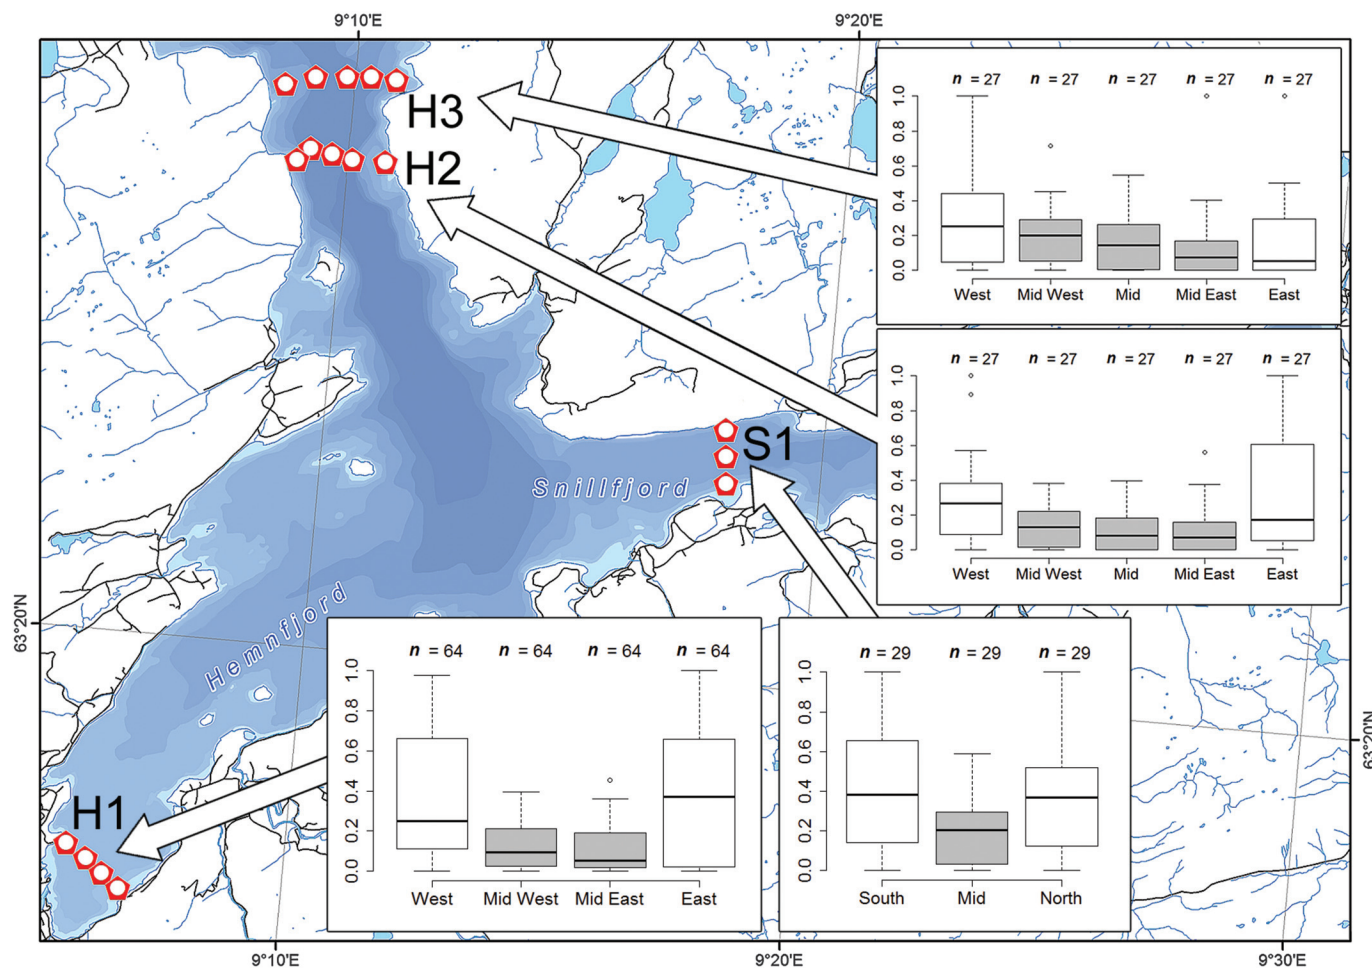 9°10'E 9°20'E
H3
H2
S1
H1
Snillfjord
Hemnfjord
63°20'N
63°20'N
n = 27 n = 27 n = 27 n = 27 n = 27
1.0
0.8
0.6
0.4
0.2
0.0
West Mid West Mid Mid East East
n = 27 n = 27 n = 27 n = 27 n = 27
1.0
0.8
0.6
0.4
0.2
0.0
West Mid West Mid Mid East East
n = 64 n = 64 n = 64 n = 64
1.0
0.8
0.6
0.4
0.2
0.0
West Mid West Mid East East
n = 29 n = 29 n = 29
1.0
0.8
0.6
0.4
0.2
0.0
South Mid North
9°10'E 9°20'E 9°30'E